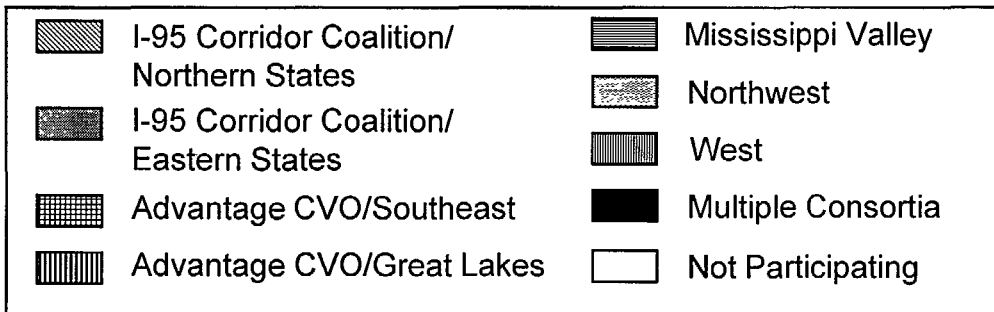 I-95 Corridor Coalition/
Northern States
I-95 Corridor Coalition/
Eastern States
Advantage CVO/Southeast
Advantage CVO/Great Lakes
Mississippi Valley
Northwest
West
Multiple Consortia
Not Participating